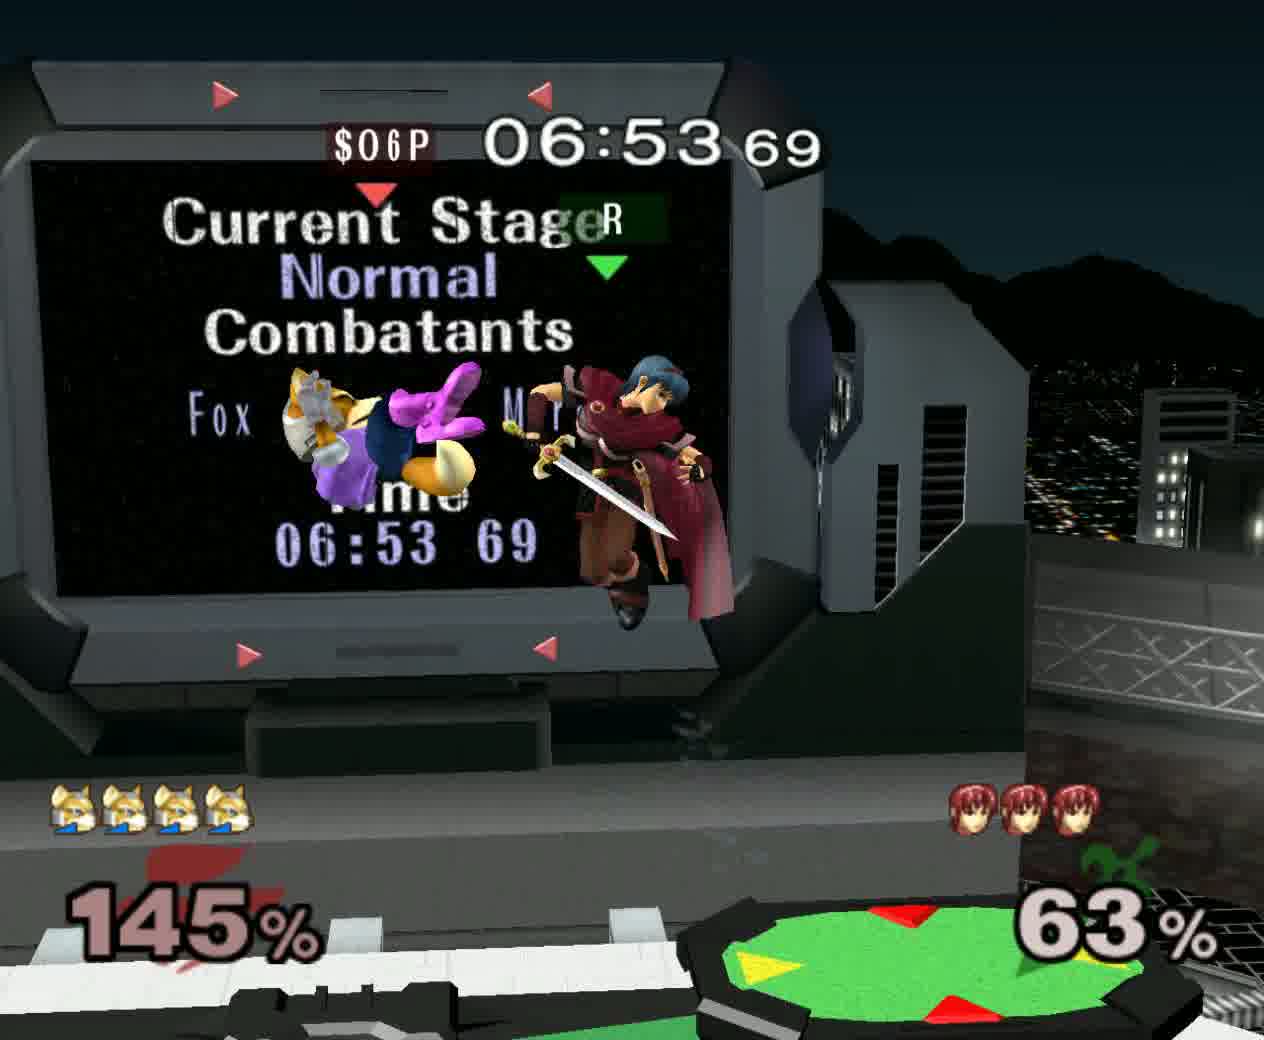 $06P
06:53 69
Current Stage
R
Normal
Combatants
Fox
Time
06:53 69
145%
63%